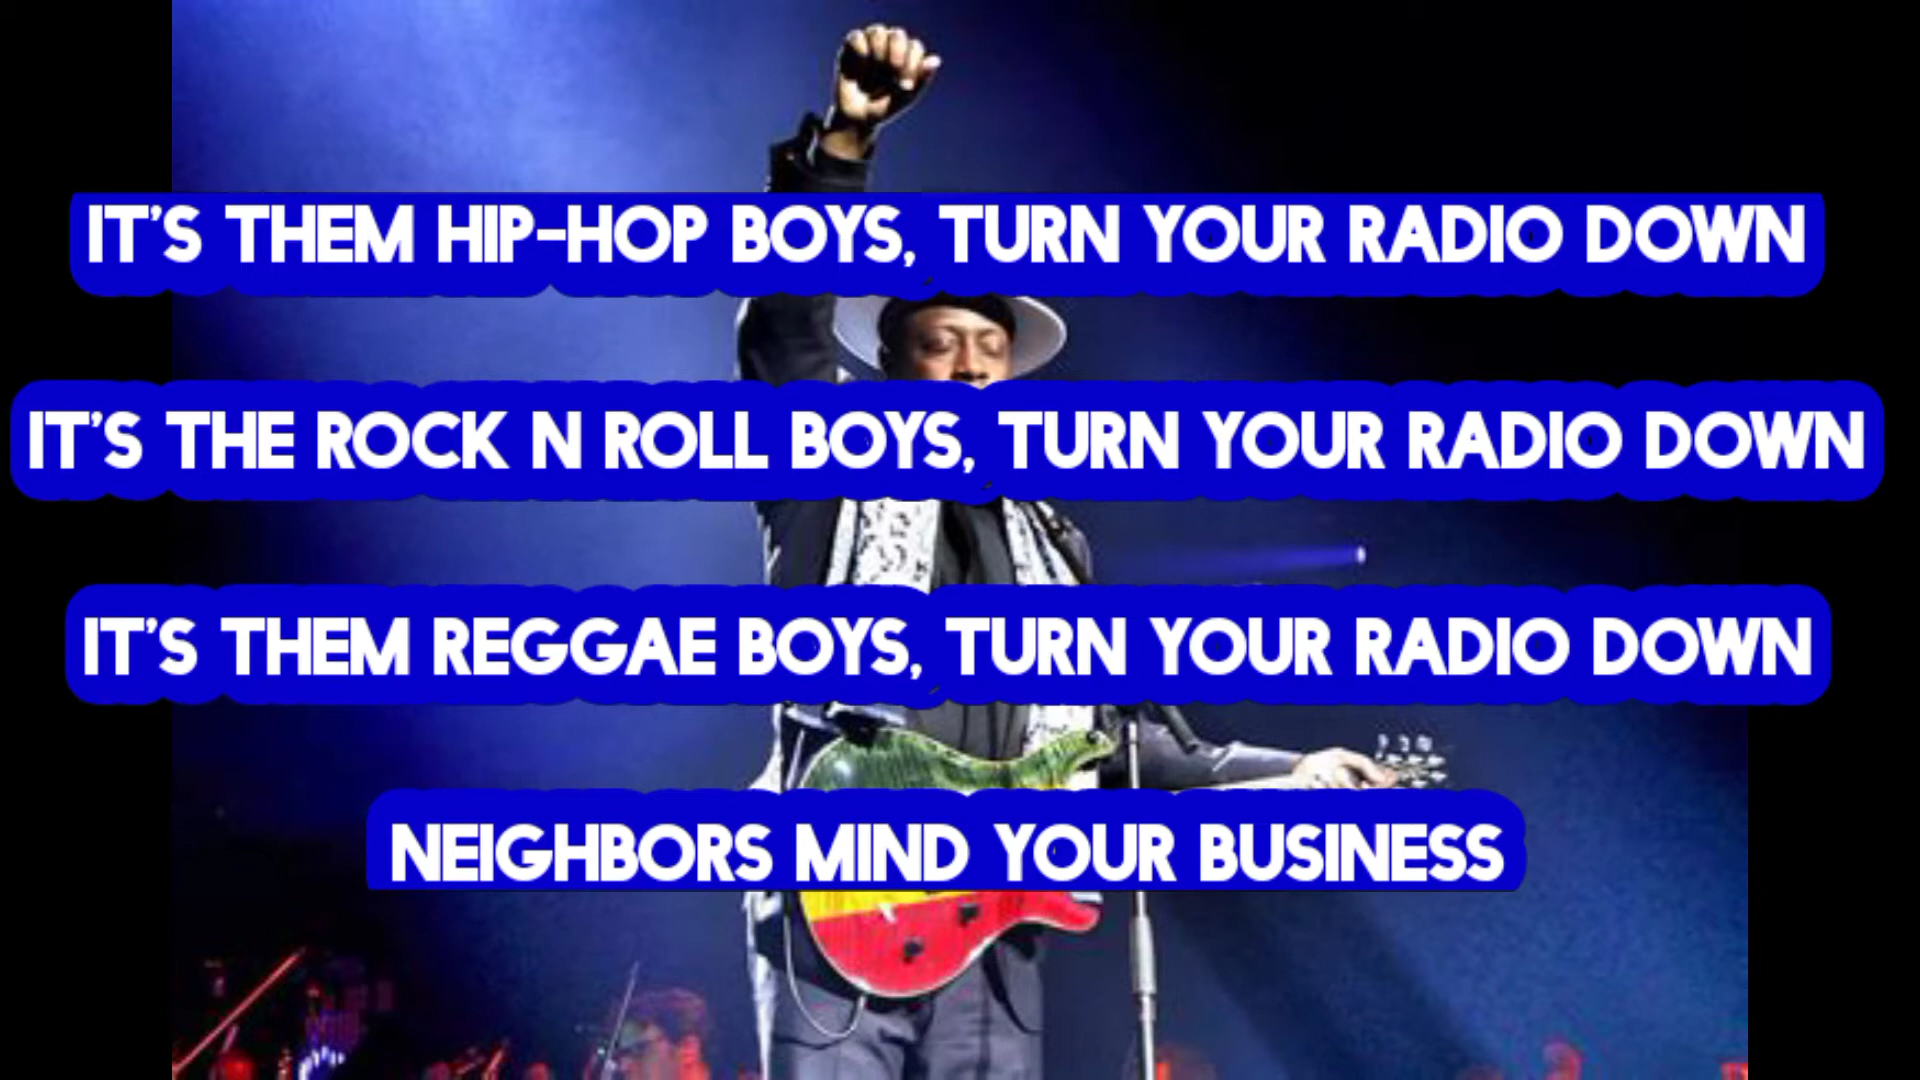 IT'S THEM HIP-HOP BOYS, TURN YOUR RADIO DOWN
IT'S THE ROCK N ROLL BOYS, TURN YOUR RADIO DOWN
IT'S THEM REGGAE BOYS, TURN YOUR RADIO DOWN
NEIGHBORS MIND YOUR BUSINESS